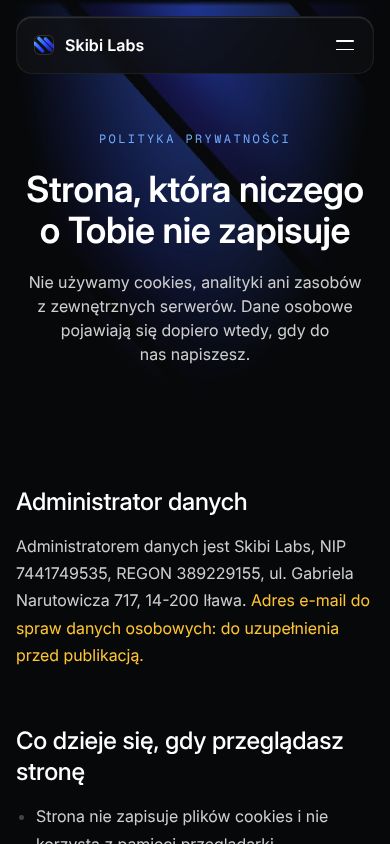 Skibi Labs
POLITYKA PRYWATNOŚCI
Strona, która niczego
o Tobie nie zapisuje
Nie używamy cookies, analityki ani zasobów
z zewnętrznych serwerów. Dane osobowe
pojawiają się dopiero wtedy, gdy do
nas napiszesz.
Administrator danych
Administratorem danych jest Skibi Labs, NIP
7441749535, REGON 389229155, ul. Gabriela
Narutowicza 717, 14-200 Iława. Adres e-mail do
spraw danych osobowych: do uzupełnienia
przed publikacją.
Co dzieje się, gdy przeglądasz
stronę
Strona nie zapisuje plików cookies i nie
korzysta z pamięci przeglądarki